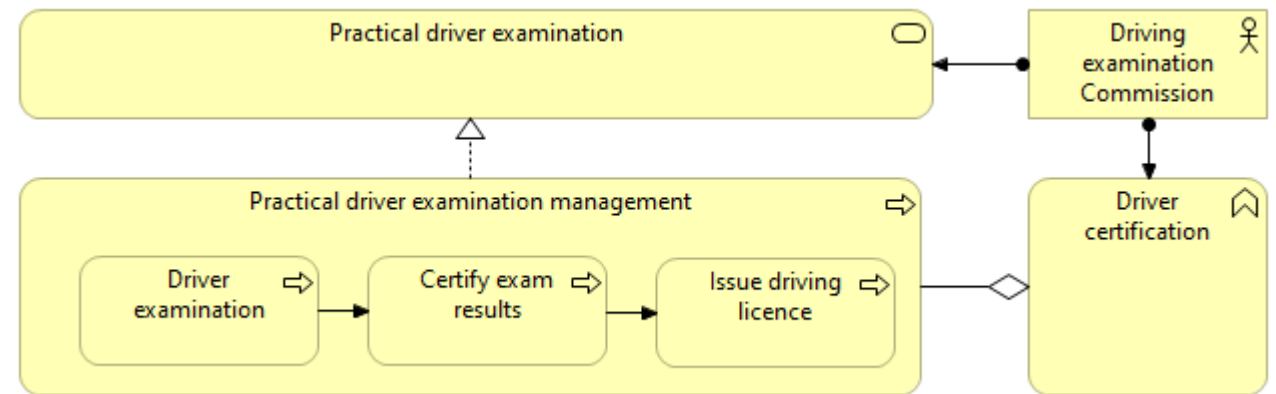 Practical driver examination
Driving
examination
Commission
Practical driver examination management
Driver
certification
Driver
examination
Certify exam
results
Issue driving
licence